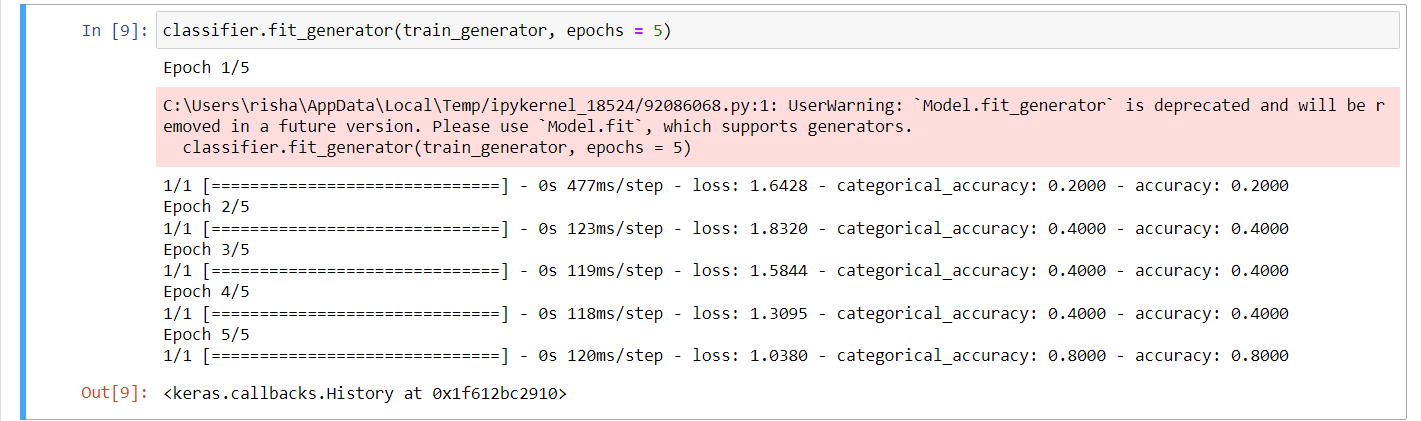 In [9]: classifier.fit_generator(train_generator, epochs = 5)
Epoch 1/5
C:\Users\risha\AppData\Local\Temp/ipykernel_18524/92086068.py:1: UserWarning: `Model.fit_generator` is deprecated and will be r
emoved in a future version. Please use `Model.fit`, which supports generators.
  classifier.fit_generator(train_generator, epochs = 5)
1/1 [==============================] - 0s 477ms/step - loss: 1.6428 - categorical_accuracy: 0.2000 - accuracy: 0.2000
Epoch 2/5
1/1 [==============================] - 0s 123ms/step - loss: 1.8320 - categorical_accuracy: 0.4000 - accuracy: 0.4000
Epoch 3/5
1/1 [==============================] - 0s 119ms/step - loss: 1.5844 - categorical_accuracy: 0.4000 - accuracy: 0.4000
Epoch 4/5
1/1 [==============================] - 0s 118ms/step - loss: 1.3095 - categorical_accuracy: 0.4000 - accuracy: 0.4000
Epoch 5/5
1/1 [==============================] - 0s 120ms/step - loss: 1.0380 - categorical_accuracy: 0.8000 - accuracy: 0.8000
Out[9]: <keras.callbacks.History at 0x1f612bc2910>